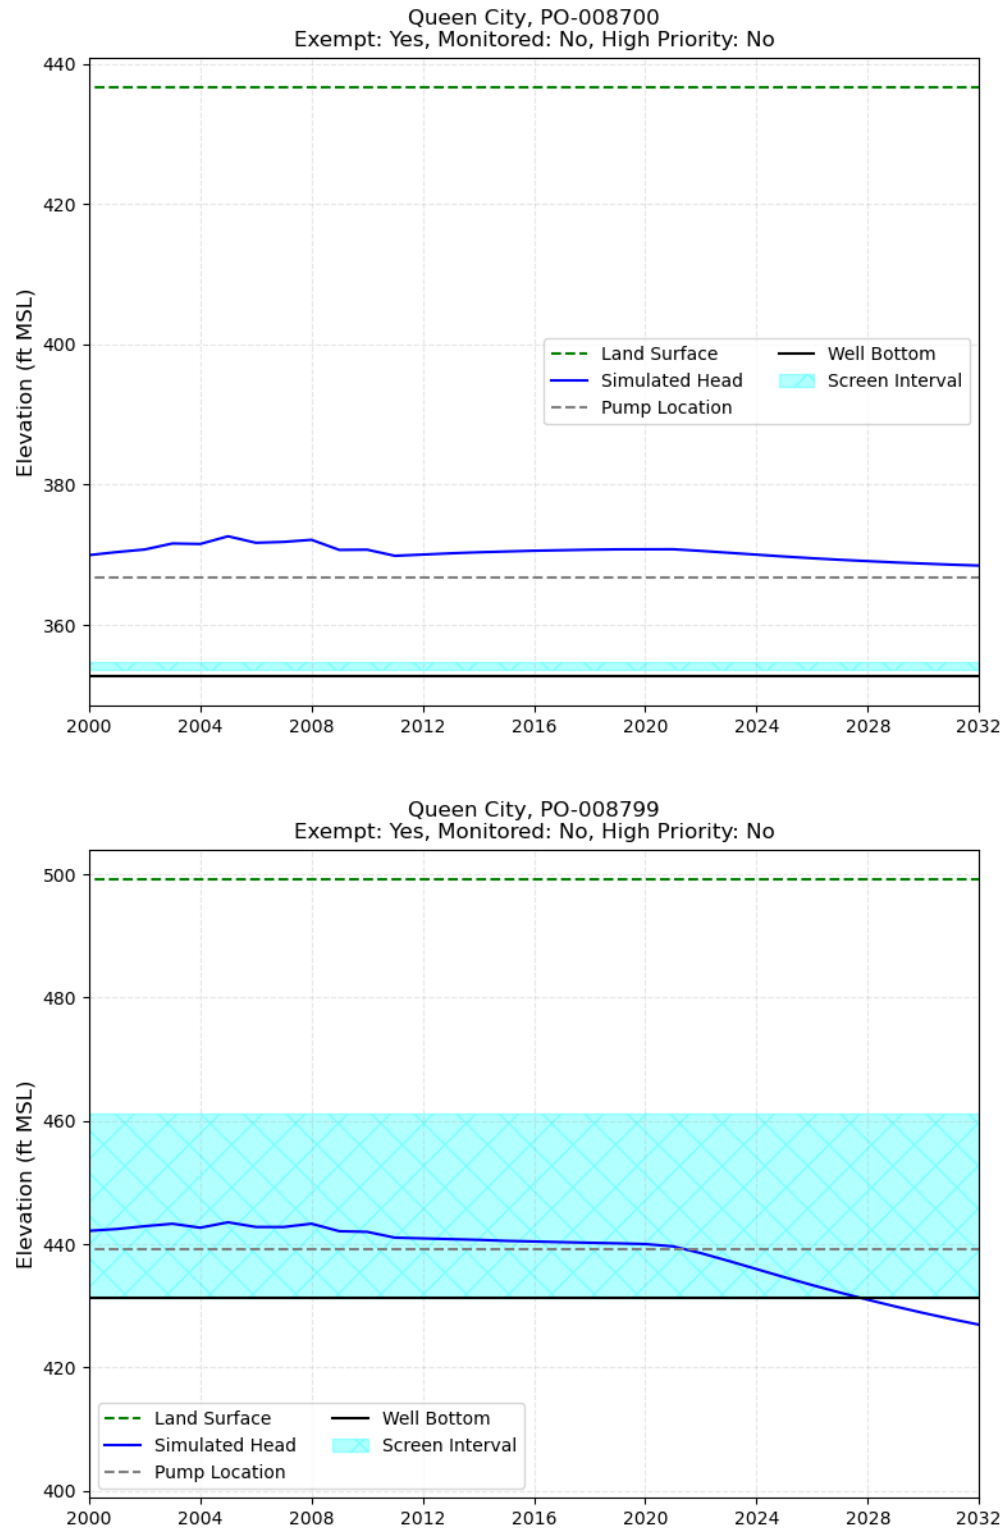 Queen City, PO-008700
Exempt: Yes, Monitored: No, High Priority: No
Elevation (ft MSL)
440
420
400
380
360
Land Surface
Simulated Head
Pump Location
Well Bottom
Screen Interval
2000 2004 2008 2012 2016 2020 2024 2028 2032
Queen City, PO-008799
Exempt: Yes, Monitored: No, High Priority: No
Elevation (ft MSL)
500
480
460
440
420
400
Land Surface
Simulated Head
Pump Location
Well Bottom
Screen Interval
2000 2004 2008 2012 2016 2020 2024 2028 2032